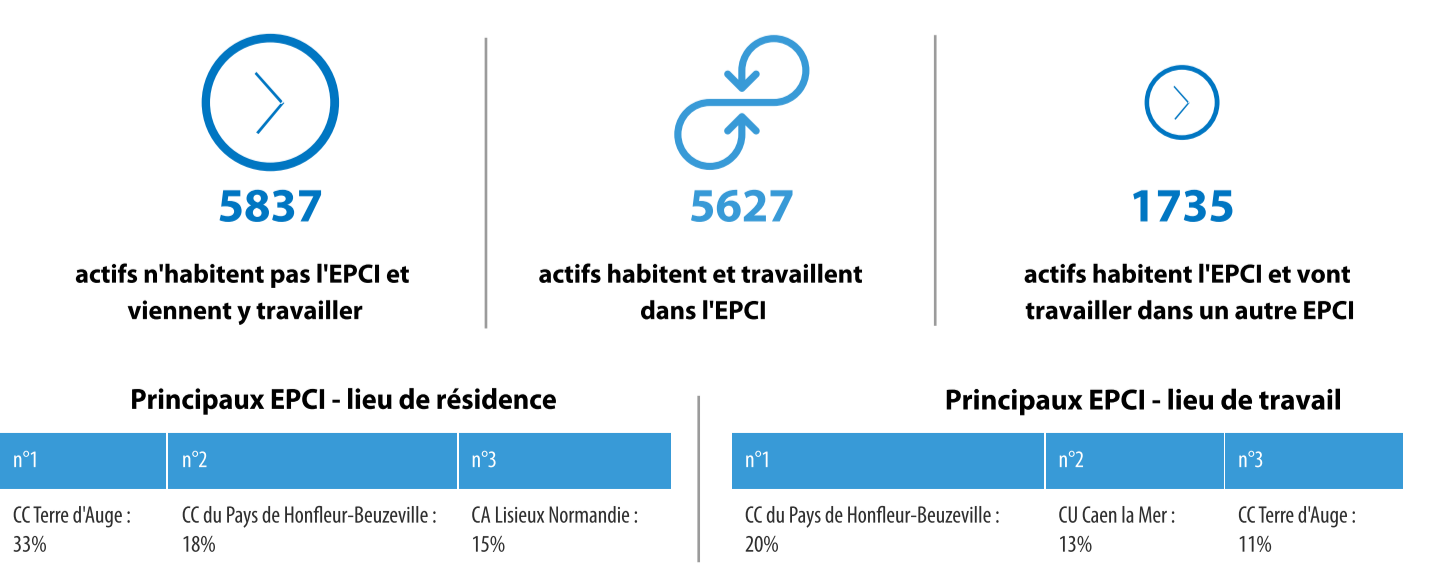 5837
actifs n'habitent pas l'EPCI et
viennent y travailler
5627
actifs habitent et travaillent
dans l'EPCI
1735
actifs habitent l'EPCI et vont
travailler dans un autre EPCI
Principaux EPCI - lieu de résidence
n°1 n°2 n°3
CC Terre d'Auge : CC du Pays de Honfleur-Beuzeville : CA Lisieux Normandie :
33% 18% 15%
Principaux EPCI - lieu de travail
n°1 n°2 n°3
CC du Pays de Honfleur-Beuzeville : CU Caen la Mer : CC Terre d'Auge :
20% 13% 11%